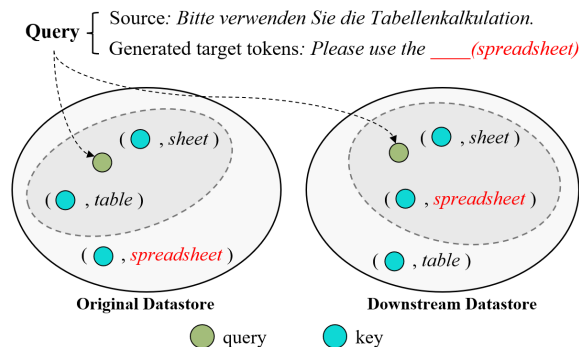 Query
Source: Bitte verwenden Sie die Tabellenkalkulation.
Generated target tokens: Please use the ____(spreadsheet)
( , sheet )
( , table )
( , spreadsheet )
Original Datastore
( , sheet )
( , spreadsheet )
( , table )
Downstream Datastore
query
key